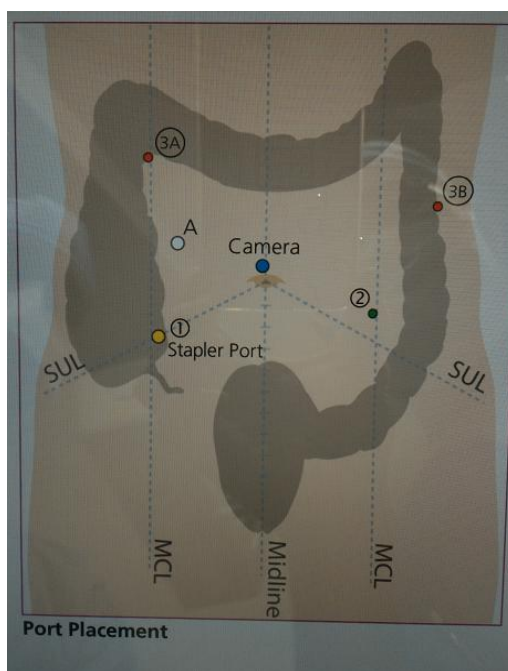 3A
3B
A
Camera
2
1
Stapler Port
SUL
SUL
MCL
Midline
MCL
Port Placement